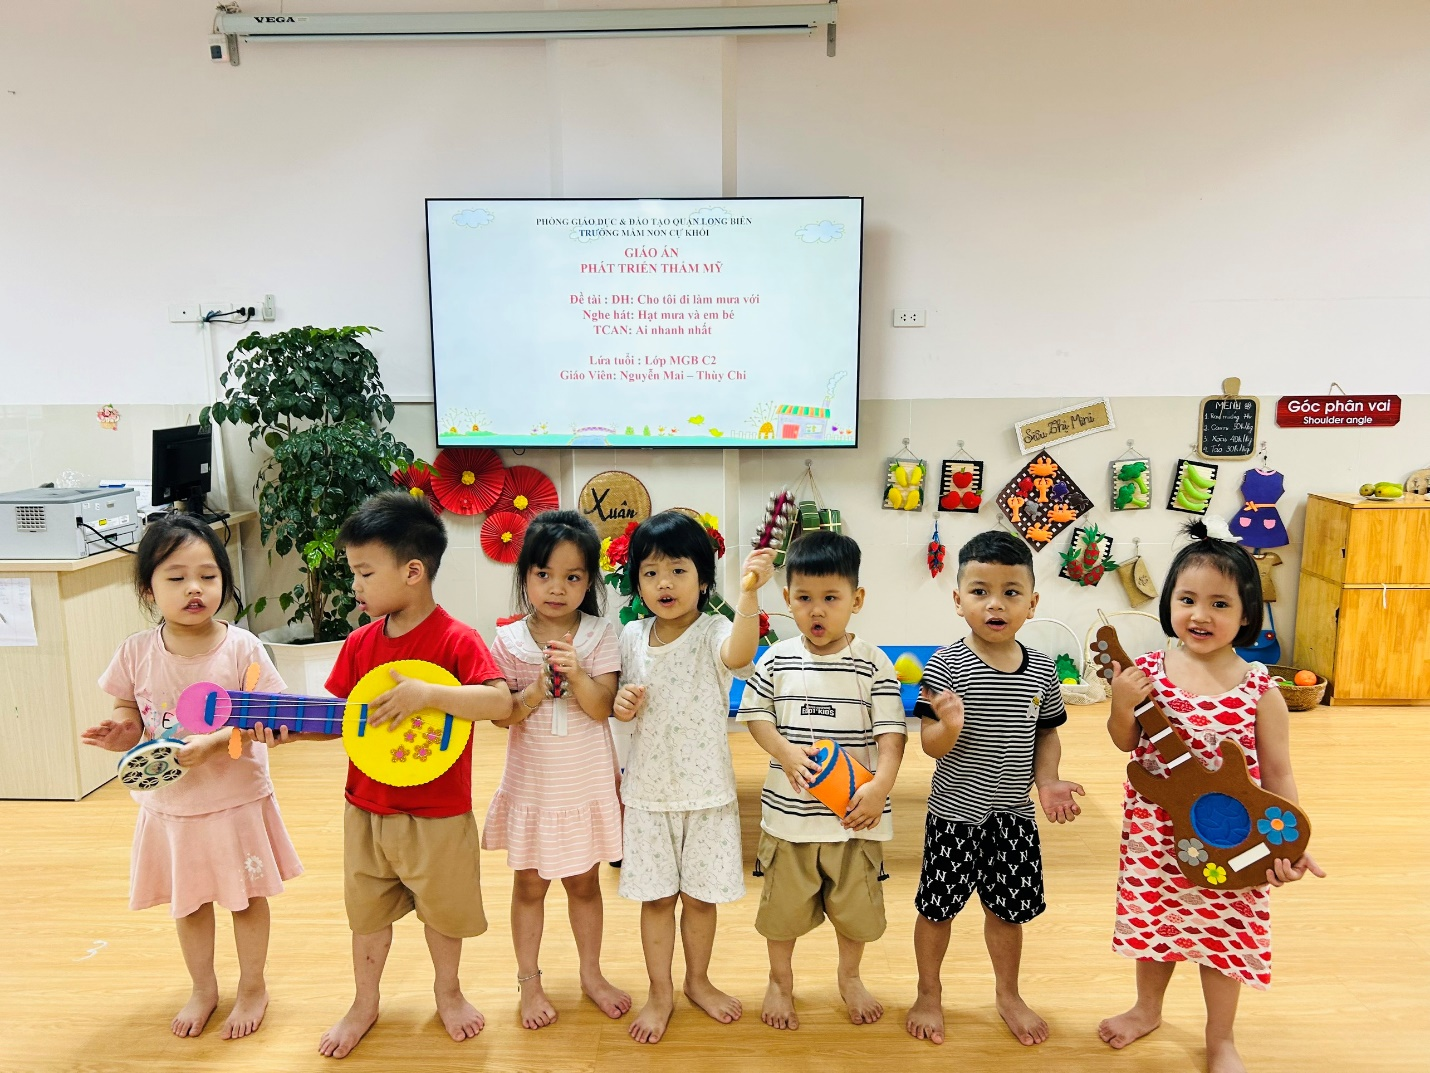 VEGA
PHÒNG GIÁO DỤC & ĐÀO TẠO QUẬN LONG BIÊN
TRƯỜNG MẦM NON CỰ KHỐI
GIÁO ÁN
PHÁT TRIỂN THẨM MỸ
Đề tài : DH: Cho tôi đi làm mưa với
Nghe hát: Hạt mưa và em bé
TCAN: Ai nhanh nhất
Lứa tuổi : Lớp MGB C2
Giáo Viên: Nguyễn Mai – Thùy Chi
MENU
Góc phân vai
Shoulder angle
Siêu Thị Mini
Xuân